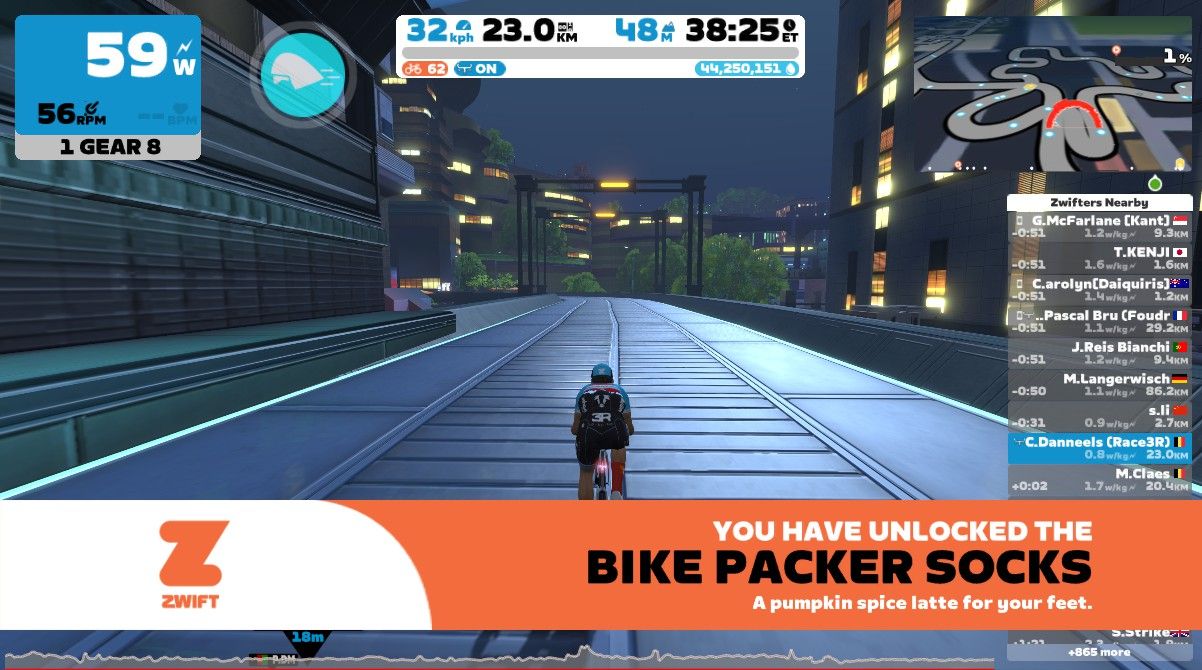 59w
56RPM
--BPM
1 GEAR 8
32kph 23.0KM 48M 38:25ET
62 ON 44,250,151
1%
Zwifters Nearby
G.McFarlane [Kant]
-0:51 1.2w/kg 9.3KM
T.KENJI
-0:51 1.6w/kg 1.6KM
C.arolyn[Daiquiris]
-0:51 1.4w/kg 1.2KM
..Pascal Bru (Foudr
-0:51 1.1w/kg 29.2KM
J.Reis Bianchi
-0:51 1.2w/kg 9.4KM
M.Langerwisch
-0:50 1.1w/kg 86.2KM
s.li
-0:31 0.9w/kg 2.7KM
C.Danneels (Race3R)
0.8w/kg 23.0KM
M.Claes
+0:02 1.7w/kg 20.4KM
3R
YOU HAVE UNLOCKED THE
BIKE PACKER SOCKS
A pumpkin spice latte for your feet.
ZWIFT
18m
S.Strike
+865 more